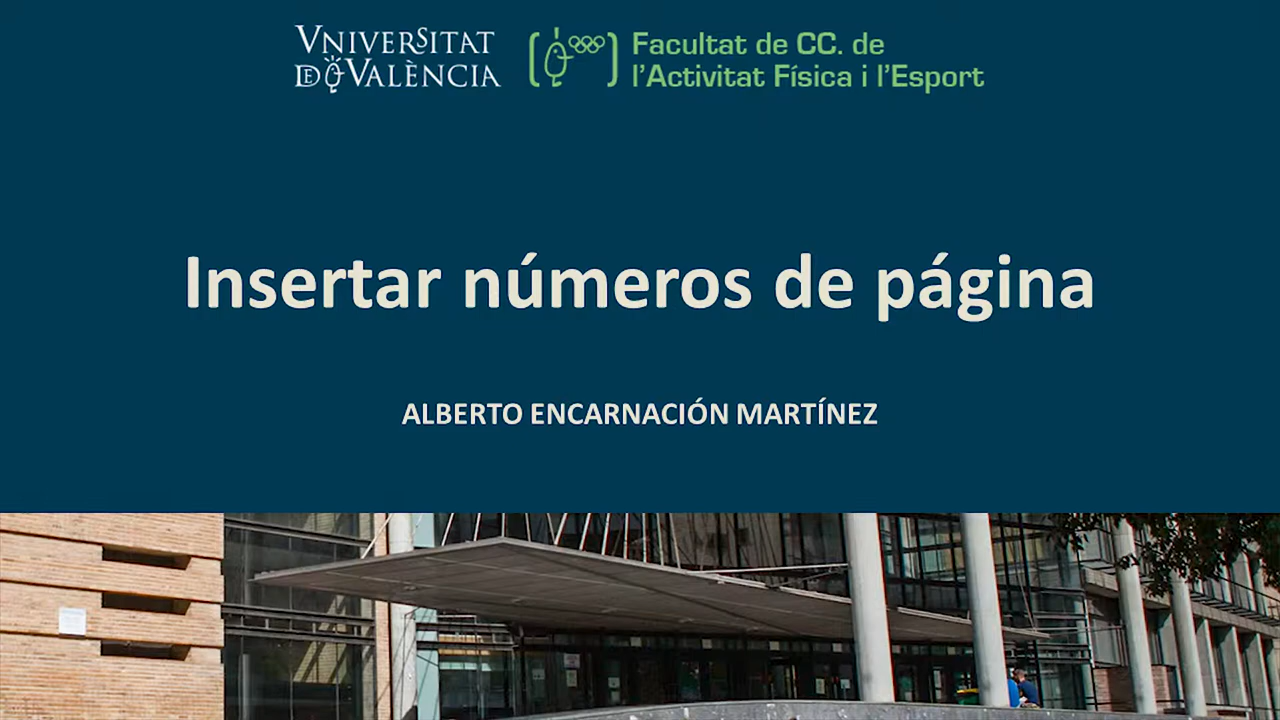 VNIVERSITAT
DE VALÈNCIA
Facultat de CC. de
l'Activitat Física i l'Esport
Insertar números de página
ALBERTO ENCARNACIÓN MARTÍNEZ